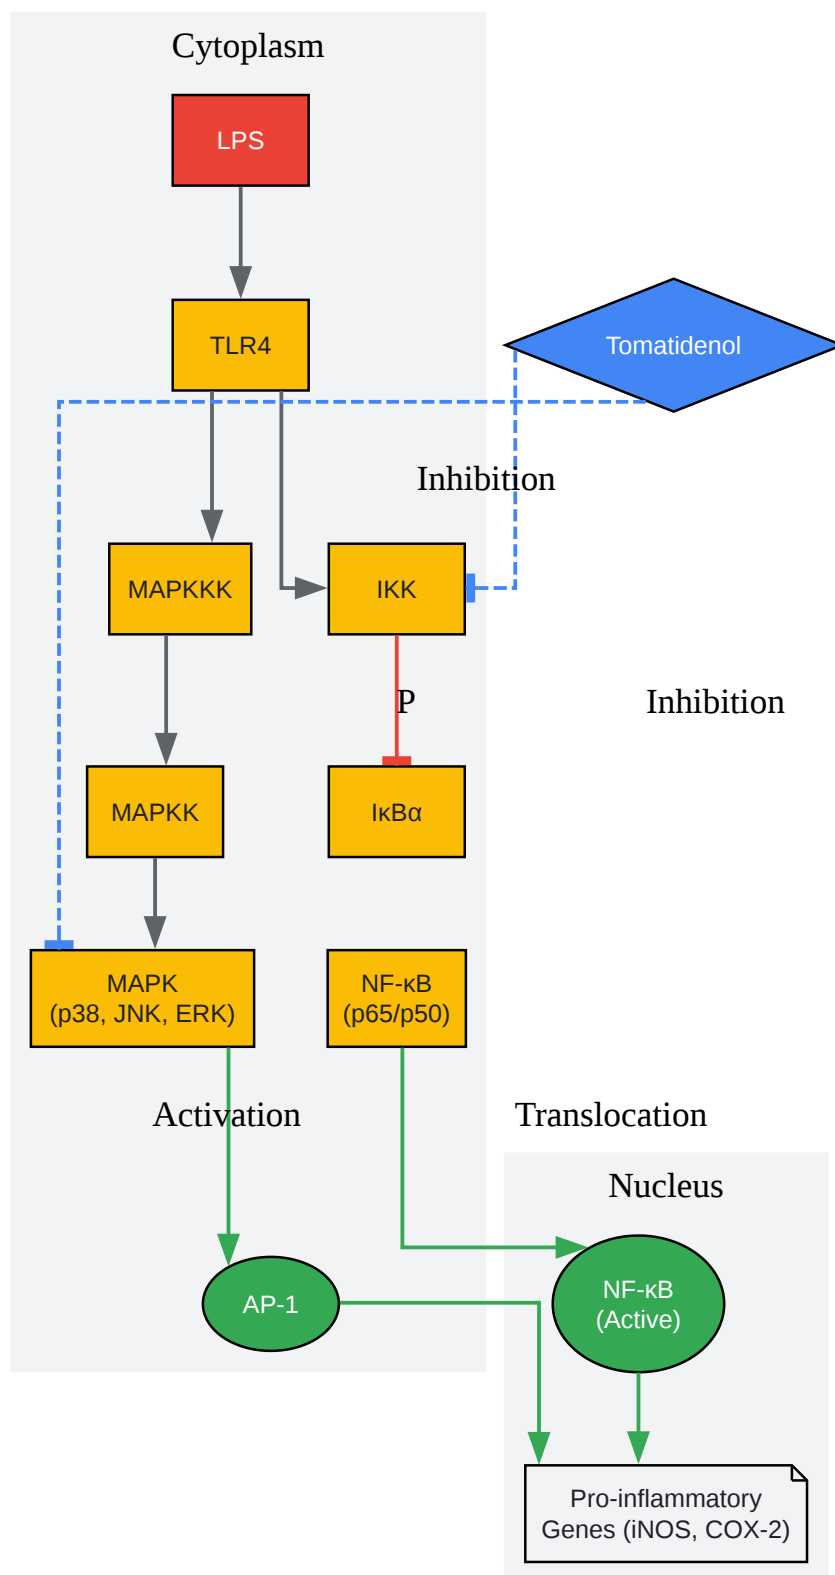 Cytoplasm
LPS
TLR4
Tomatidenol
Inhibition
MAPKKK
IKK
P
Inhibition
MAPKK
IκBα
MAPK
(p38, JNK, ERK)
NF-κB
(p65/p50)
Activation
Translocation
Nucleus
AP-1
NF-κB
(Active)
Pro-inflammatory
Genes (iNOS, COX-2)